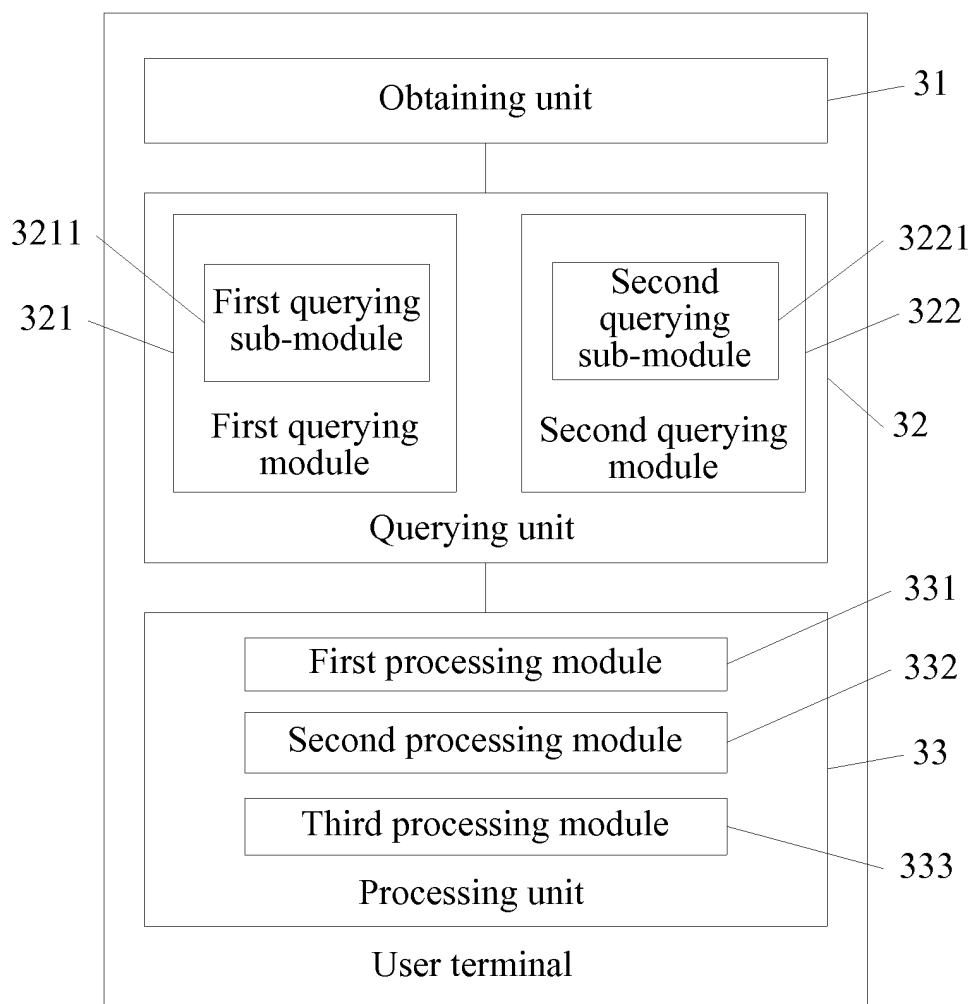 Obtaining unit
31
3211
First querying
sub-module
321
First querying
module
Second
querying
sub-module
3221
322
Second querying
module
32
Querying unit
331
First processing module
332
Second processing module
33
Third processing module
333
Processing unit
User terminal